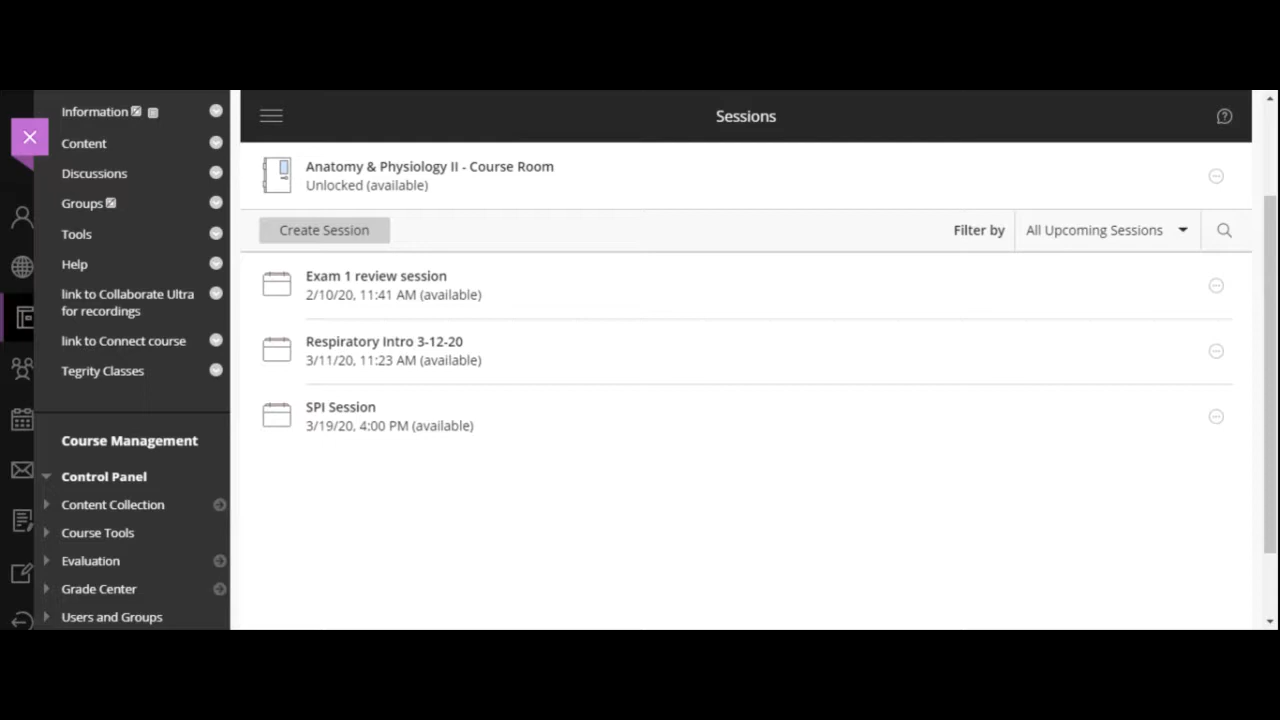 Information
Content
Discussions
Groups
Tools
Help
link to Collaborate Ultra
for recordings
link to Connect course
Tegrity Classes
Course Management
Control Panel
Content Collection
Course Tools
Evaluation
Grade Center
Users and Groups
Sessions
Anatomy & Physiology II - Course Room
Unlocked (available)
Create Session
Filter by
All Upcoming Sessions
Exam 1 review session
2/10/20, 11:41 AM (available)
Respiratory Intro 3-12-20
3/11/20, 11:23 AM (available)
SPI Session
3/19/20, 4:00 PM (available)